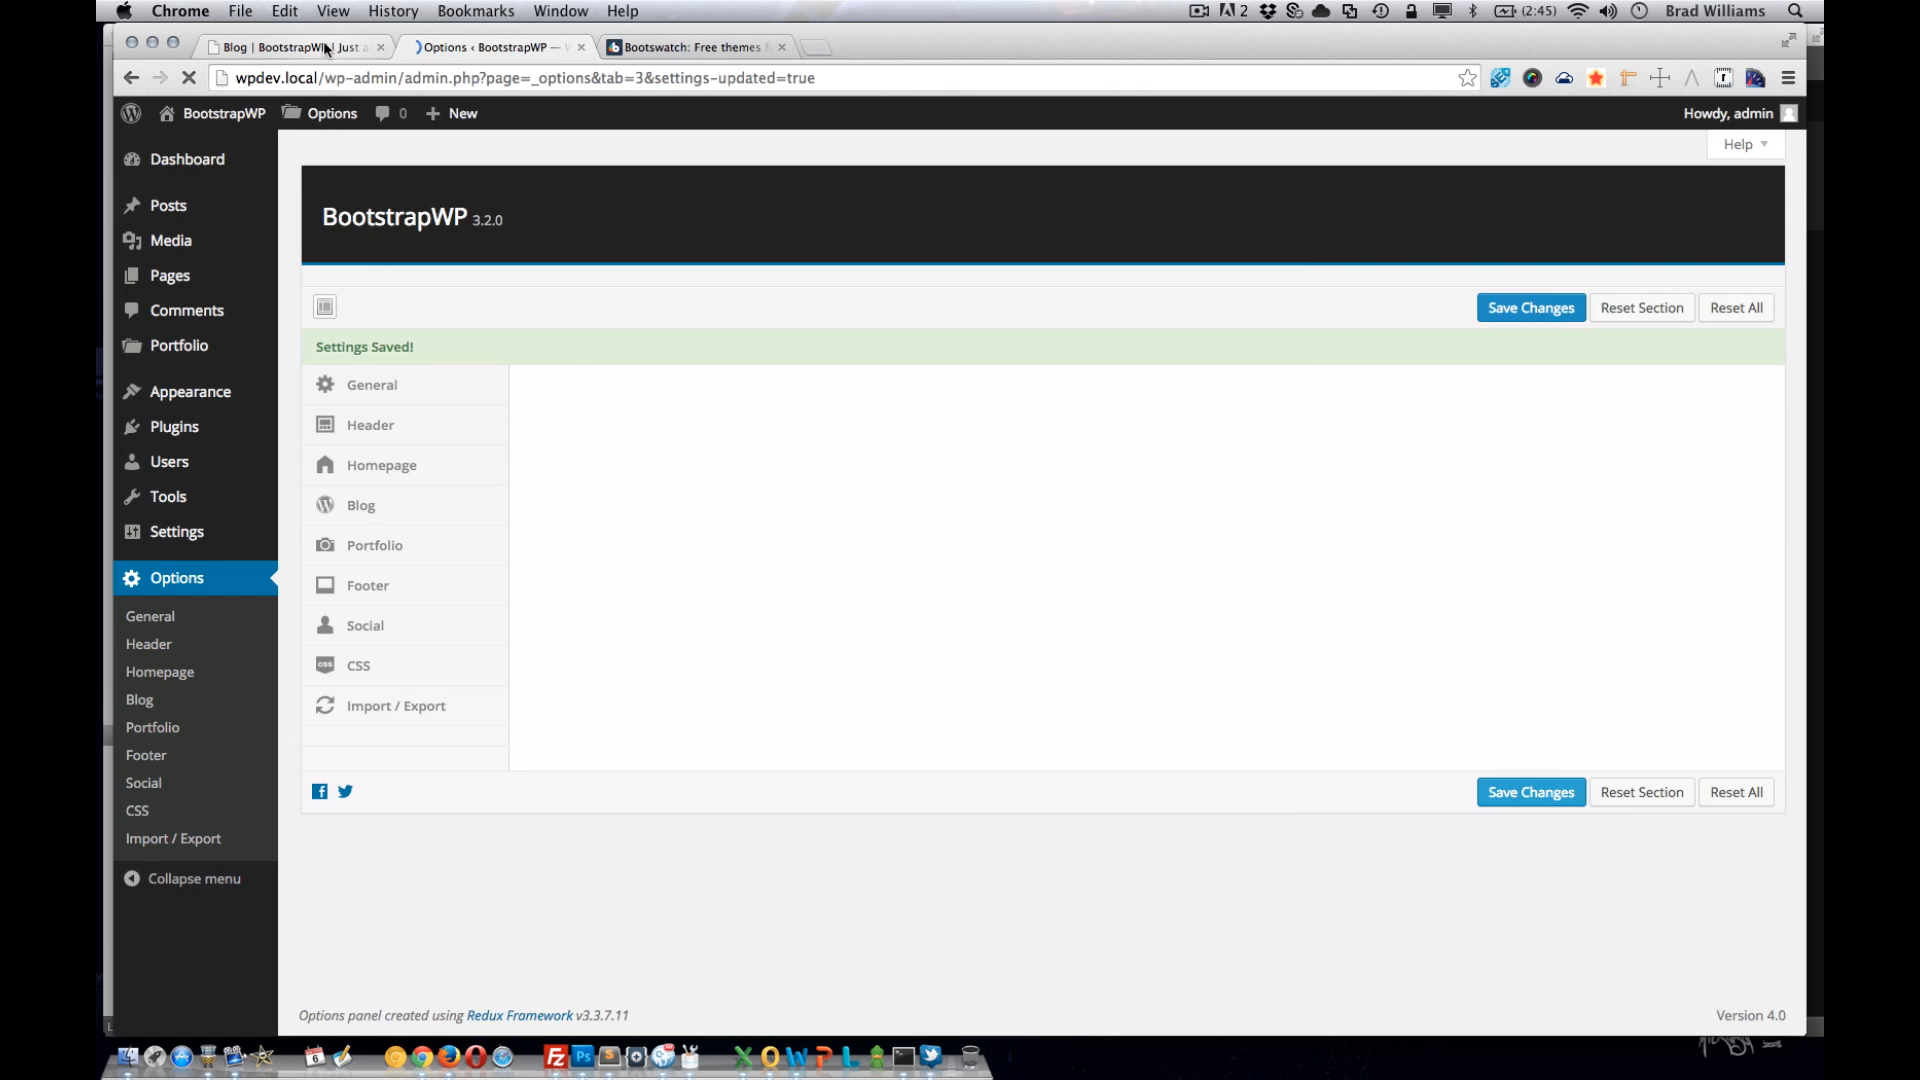 Chrome File Edit View History Bookmarks Window Help 2 (2:45) Brad Williams
Blog | BootstrapWP | Just a Options ‹ BootstrapWP — Bootswatch: Free themes
wpdev.local/wp-admin/admin.php?page=_options&tab=3&settings-updated=true
BootstrapWP Options 0 New Howdy, admin
Help
Dashboard
Posts
Media
Pages
Comments
Portfolio
Appearance
Plugins
Users
Tools
Settings
Options
General
Header
Homepage
Blog
Portfolio
Footer
Social
CSS
Import / Export
Collapse menu
BootstrapWP 3.2.0
Save Changes Reset Section Reset All
Settings Saved!
General
Header
Homepage
Blog
Portfolio
Footer
Social
CSS
Import / Export
Save Changes Reset Section Reset All
Options panel created using Redux Framework v3.3.7.11
Version 4.0